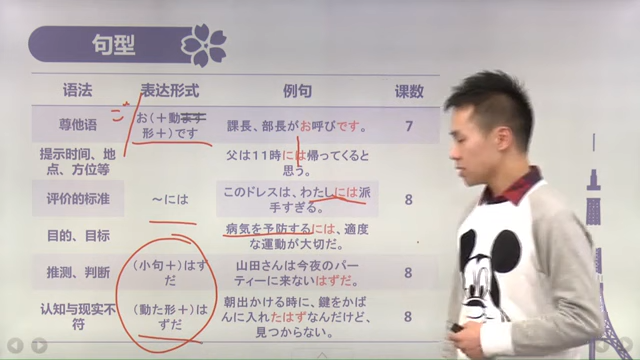 句型
语法 表达形式 例句 课数
尊他语 お(＋動ます形＋)です 課長、部長がお呼びです。 7
提示时间、地点、方位等 父は11時には帰ってくると思う。
评价的标准 ～には このドレスは、わたしには派手すぎる。 8
目的、目标 病気を予防するには、適度な運動が大切だ。
推测、判断 (小句＋)はずだ 山田さんは今夜のパーティーに来ないはずだ。 8
认知与现实不符 (動た形＋)はずだ 朝出かける時に、鍵をかばんに入れたはずなんだけど、見つからない。 8